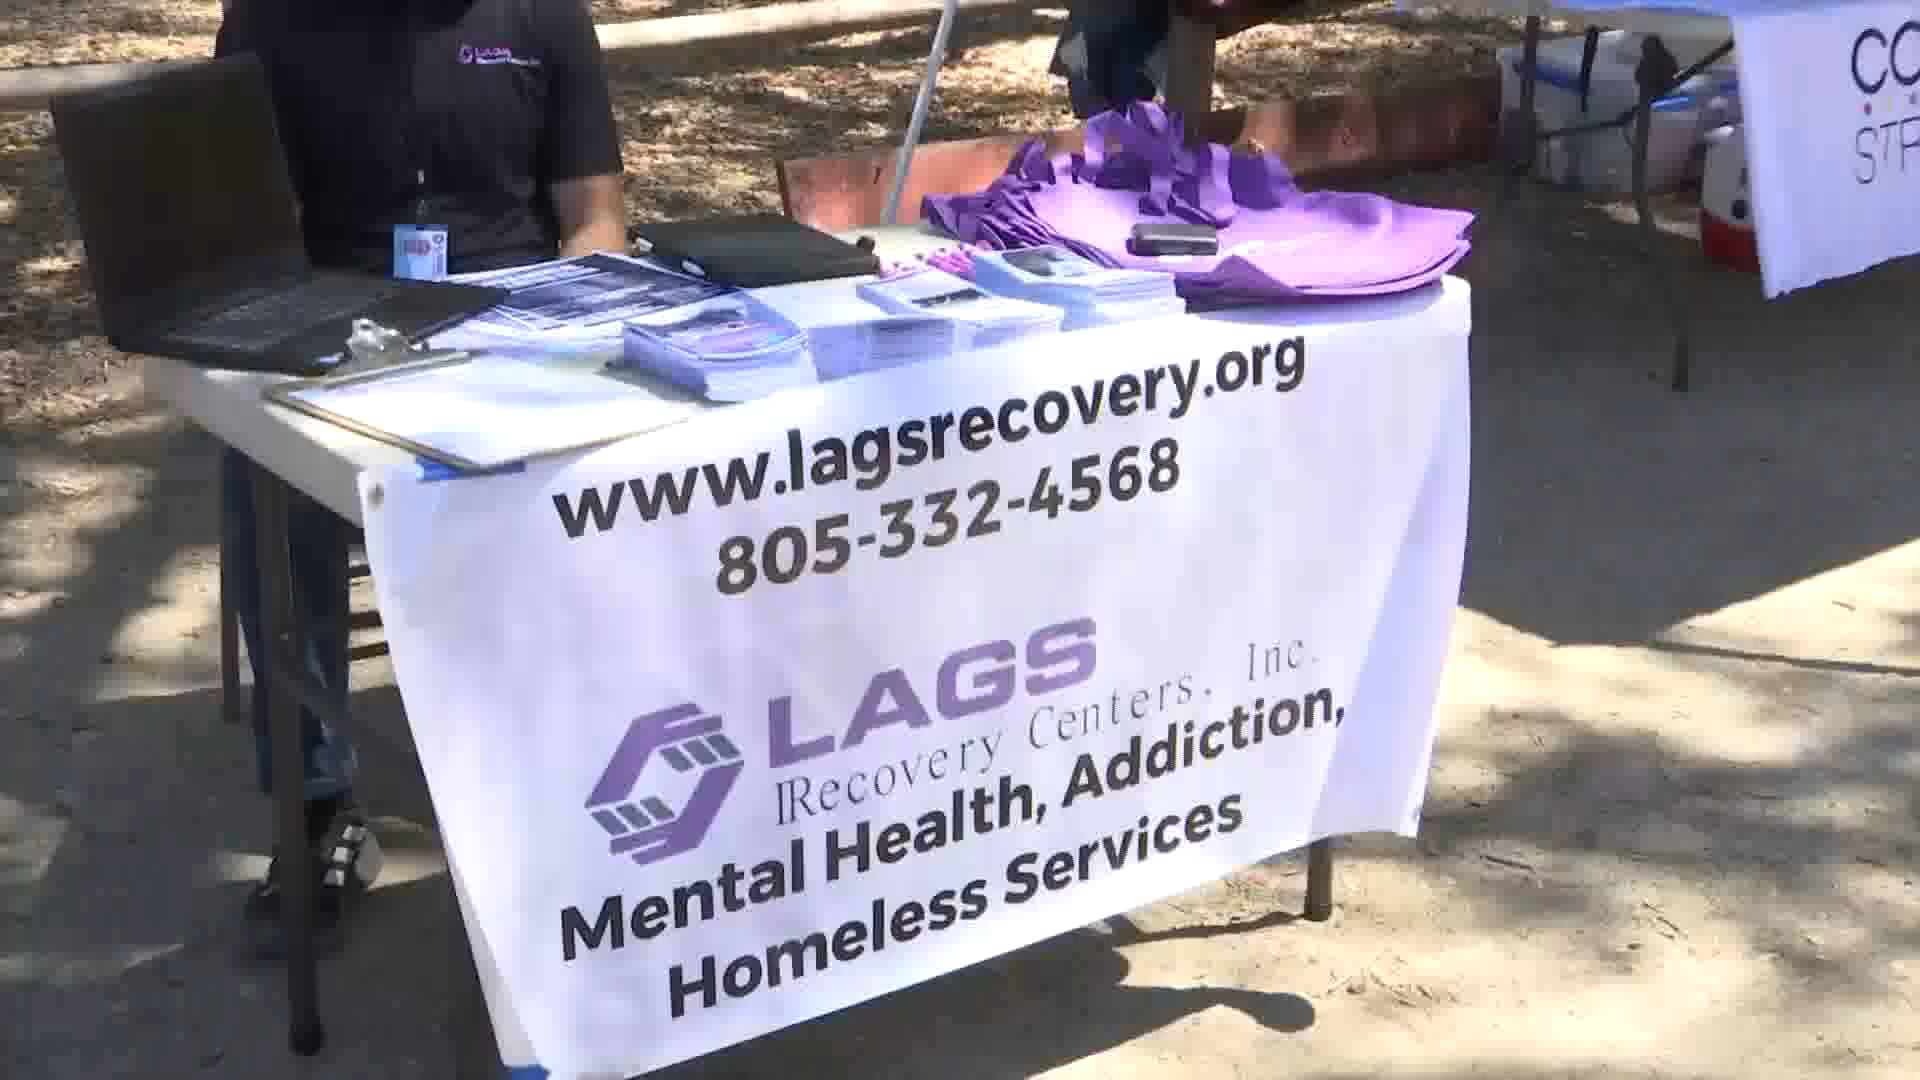 www.lagsrecovery.org
805-332-4568
LAGS
Recovery Centers, Inc.
Mental Health, Addiction,
Homeless Services